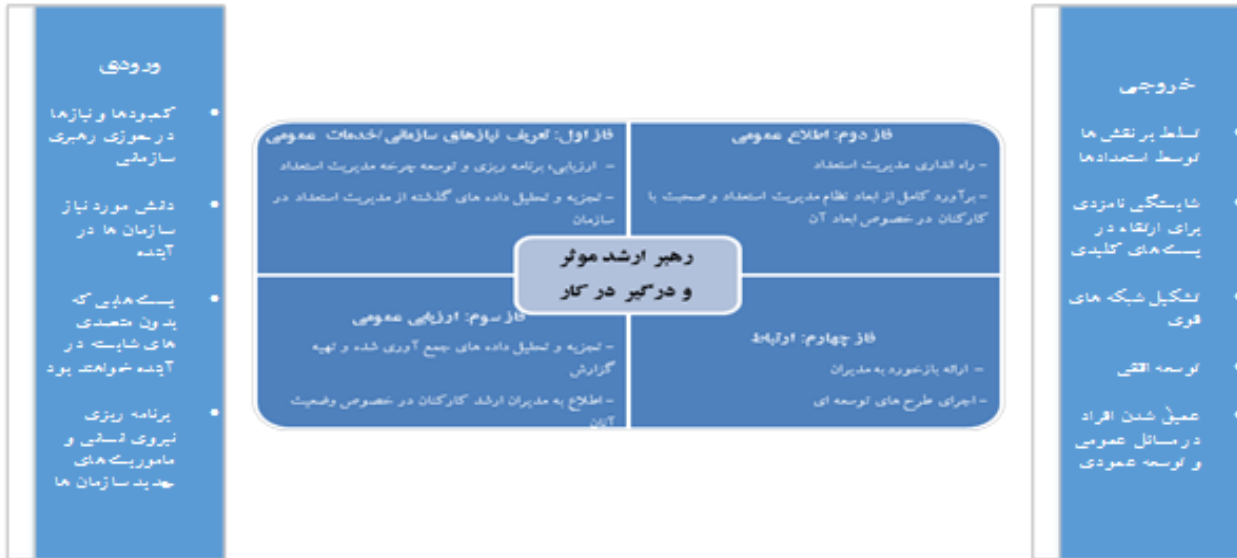 ورودی
• کمبودها و نیازها
در حوزی رهبری
سازمانی
• دانش مورد نیاز
سازمان ها در
آینده
• پست هایی که
بدون متصدی
های شایسته در
آینده خواهند بود
• برنامه ریزی
نیروی انسانی و
ماموریت های
جدید سازمان ها
فاز اول: تعریف نیازهای سازمانی/خدمات عمومی
- ارزیابی، برنامه ریزی و توسعه چرخه مدیریت استعداد
- تجزیه و تحلیل داده های گذشته از مدیریت استعداد در
سازمان
فاز دوم: اطلاع عمومی
- راه اندازی مدیریت استعداد
- برآورد کامل از ابعاد نظام مدیریت استعداد و صحبت با
کارکنان در خصوص ابعاد آن
رهبر ارشد موثر
و درگیر در کار
فاز سوم: ارزیابی عمومی
- تجزیه و تحلیل داده های جمع آوری شده و تهیه
گزارش
- اطلاع به مدیران ارشد کارکنان در خصوص وضعیت
آنان
فاز چهارم: ارتباط
- ارائه بازخورد به مدیران
- اجرای طرح های توسعه ای
خروجی
• تسلط بر نقش ها
توسط استعدادها
• شایستگی نامزدی
برای ارتقاء در
پست های کلیدی
• تشکیل شبکه های
قوی
• توسعه افقی
• عمیق شدن افراد
در مسائل عمومی
و توسعه عمودی